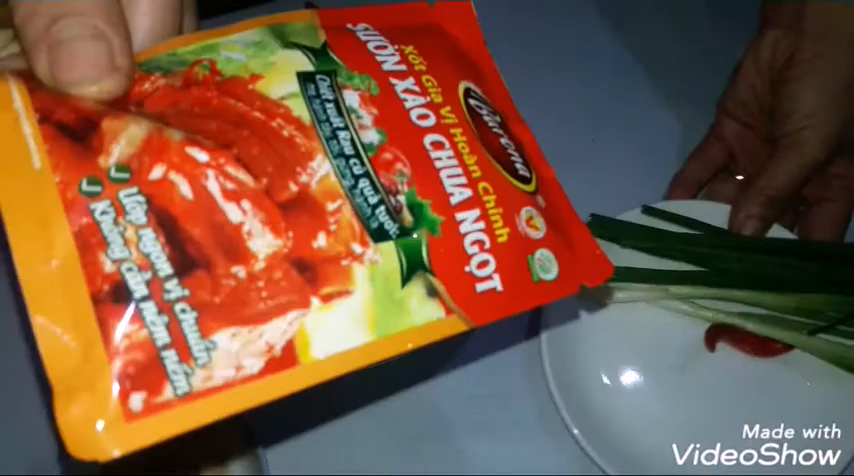 Barona
Xốt Gia Vị Hoàn Chỉnh
SƯỜN XÀO CHUA NGỌT
Chiết xuất Rau củ quả tươi
Ướp ngon vị chuẩn
Không cần thêm nêm
Made with
VideoShow